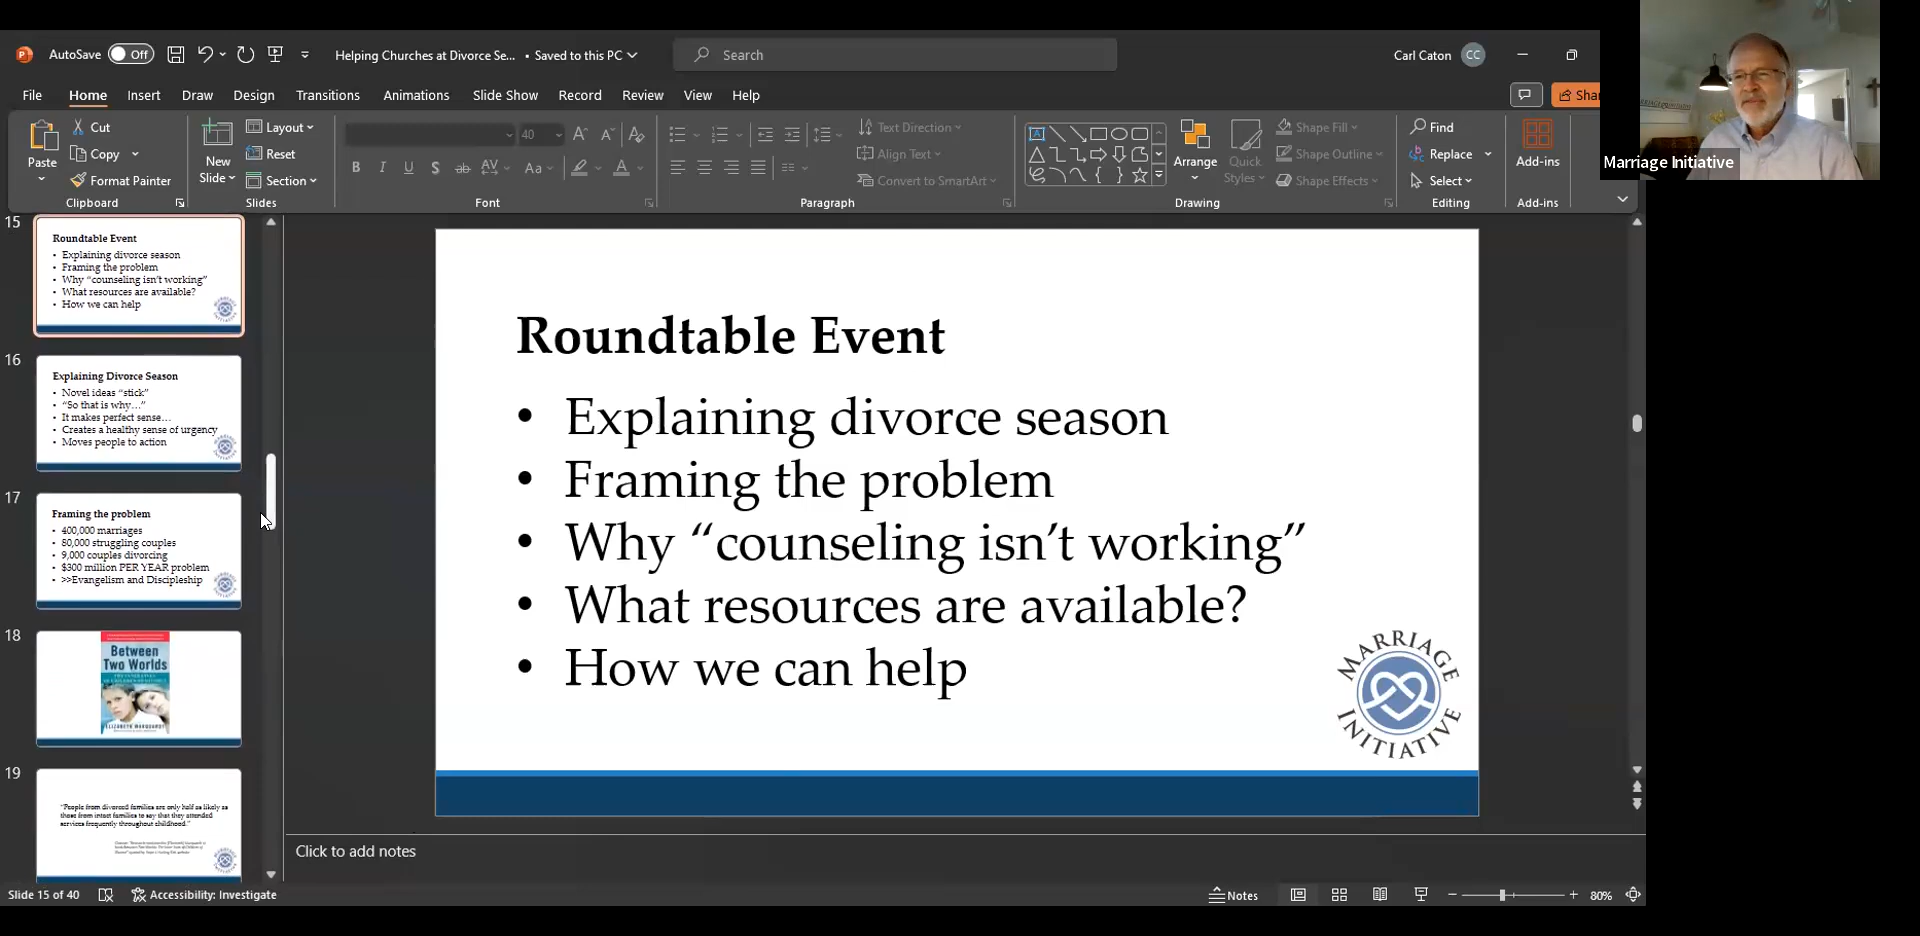 AutoSave Off
Helping Churches at Divorce Se... • Saved to this PC
Search
Carl Caton CC
File Home Insert Draw Design Transitions Animations Slide Show Record Review View Help
Shar
Paste
Cut
Copy
Format Painter
Clipboard
New
Slide
Layout
Reset
Section
Slides
40
B I U S ab AV Aa A
Font
Text Direction
Align Text
Convert to SmartArt
Paragraph
Arrange
Quick
Styles
Shape Fill
Shape Outline
Shape Effects
Drawing
Find
Replace
Select
Editing
Add-ins
Add-ins
Marriage Initiative
15
Roundtable Event
• Explaining divorce season
• Framing the problem
• Why “counseling isn’t working”
• What resources are available?
• How we can help
16
Explaining Divorce Season
• Novel ideas “stick”
• “So that is why...”
• It makes perfect sense...
• Creates a healthy sense of urgency
• Moves people to action
17
Framing the problem
• 400,000 marriages
• 80,000 struggling couples
• 9,000 couples divorcing
• $300 million PER YEAR problem
• >>Evangelism and Discipleship
18
Between
Two Worlds
ELIZABETH MARQUARDT
19
“People from divorced families are only half as likely as
those from intact families to say that they attended
services frequently throughout childhood.”
Roundtable Event
• Explaining divorce season
• Framing the problem
• Why “counseling isn’t working”
• What resources are available?
• How we can help
MARRIAGE
INITIATIVE
Click to add notes
Slide 15 of 40
Accessibility: Investigate
Notes
80%